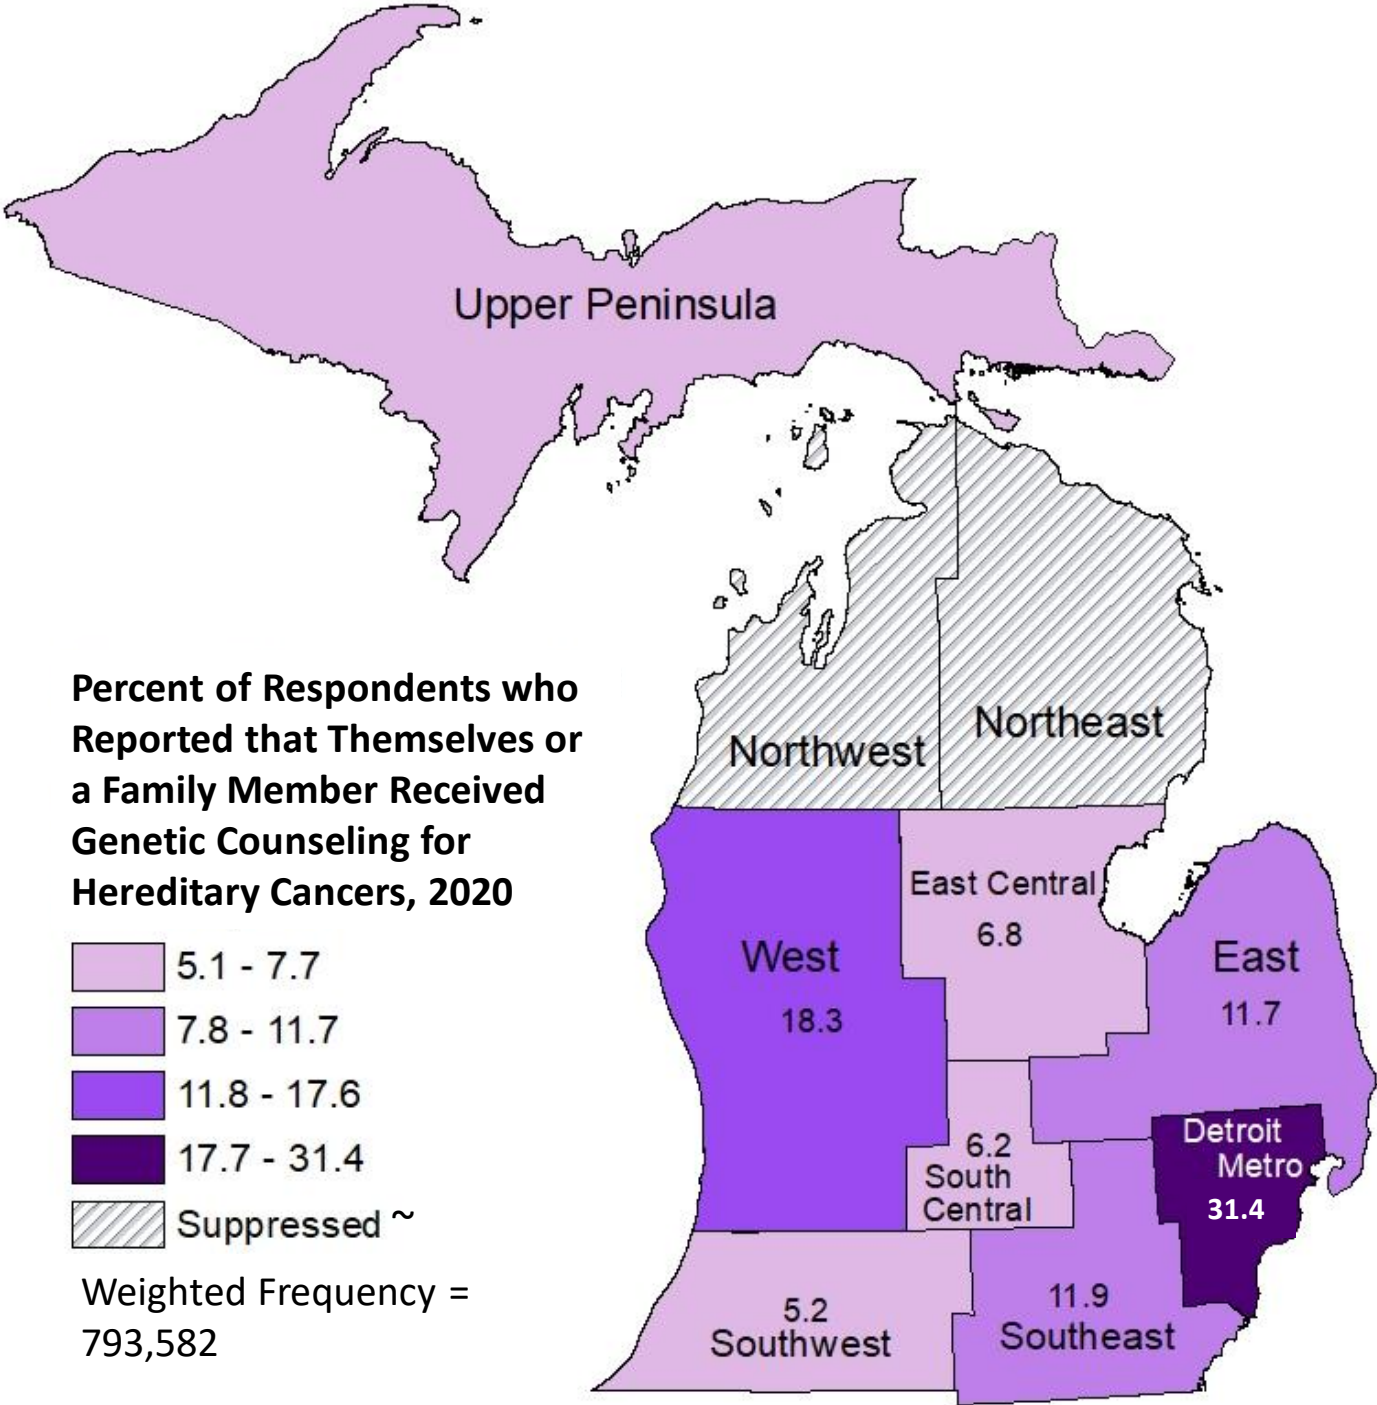 Upper Peninsula
Northeast
Northwest
Percent of Respondents who
Reported that Themselves or
a Family Member Received
Genetic Counseling for
Hereditary Cancers, 2020
5.1 - 7.7
7.8 - 11.7
11.8 - 17.6
17.7 - 31.4
Suppressed ~
Weighted Frequency =
793,582
East Central
6.8
West
18.3
East
11.7
Detroit
Metro
31.4
6.2
South
Central
5.2
Southwest
11.9
Southeast